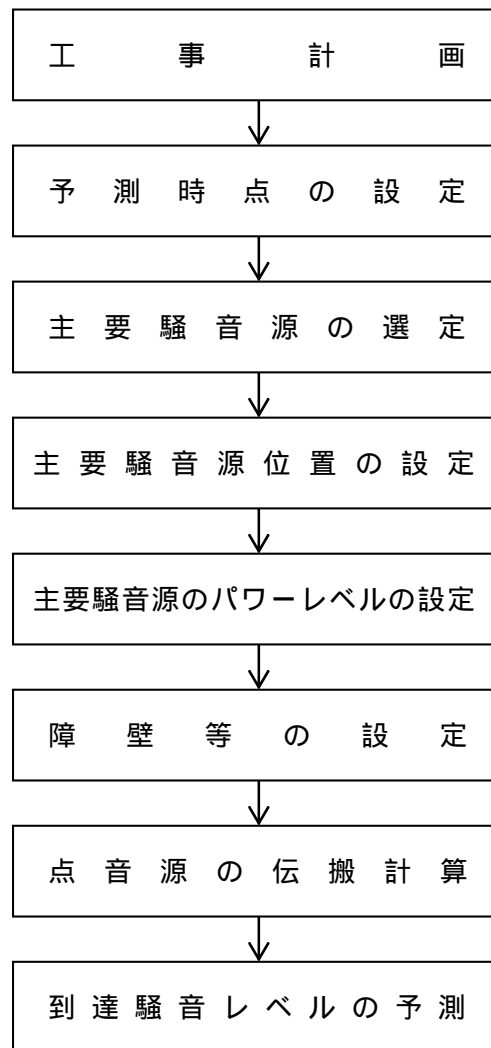 工事計画
予測時点の設定
主要騒音源の選定
主要騒音源位置の設定
主要騒音源のパワーレベルの設定
障壁等の設定
点音源の伝搬計算
到達騒音レベルの予測